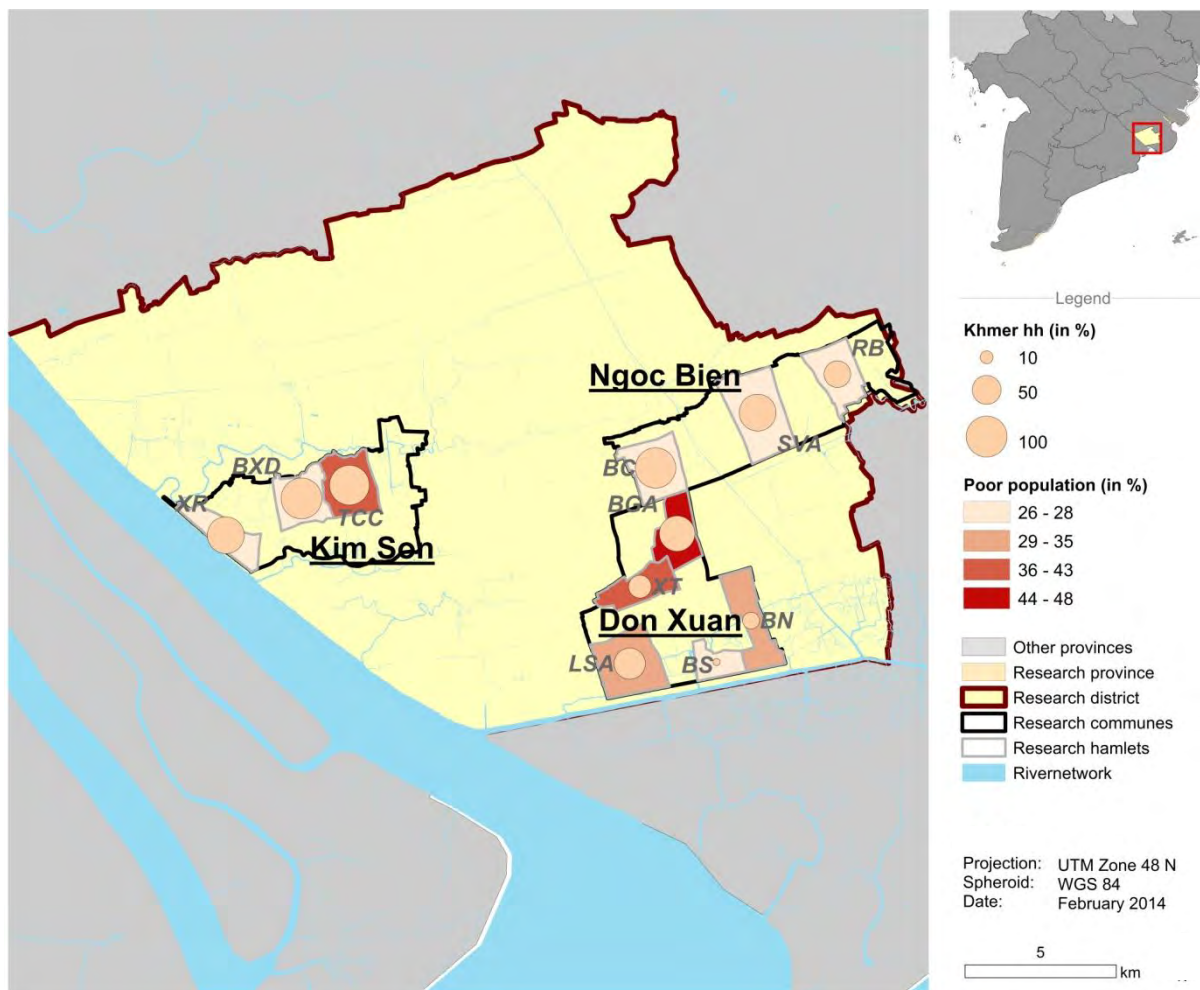 Ngoc Bien
RB
SVA
BC
BXD
BGA
XR
TCC
Kim Son
XT
Don Xuan
BN
LSA
BS
Legend
Khmer hh (in %)
10
50
100
Poor population (in %)
26 - 28
29 - 35
36 - 43
44 - 48
Other provinces
Research province
Research district
Research communes
Research hamlets
Rivernetwork
Projection: UTM Zone 48 N
Spheroid: WGS 84
Date: February 2014
5
km